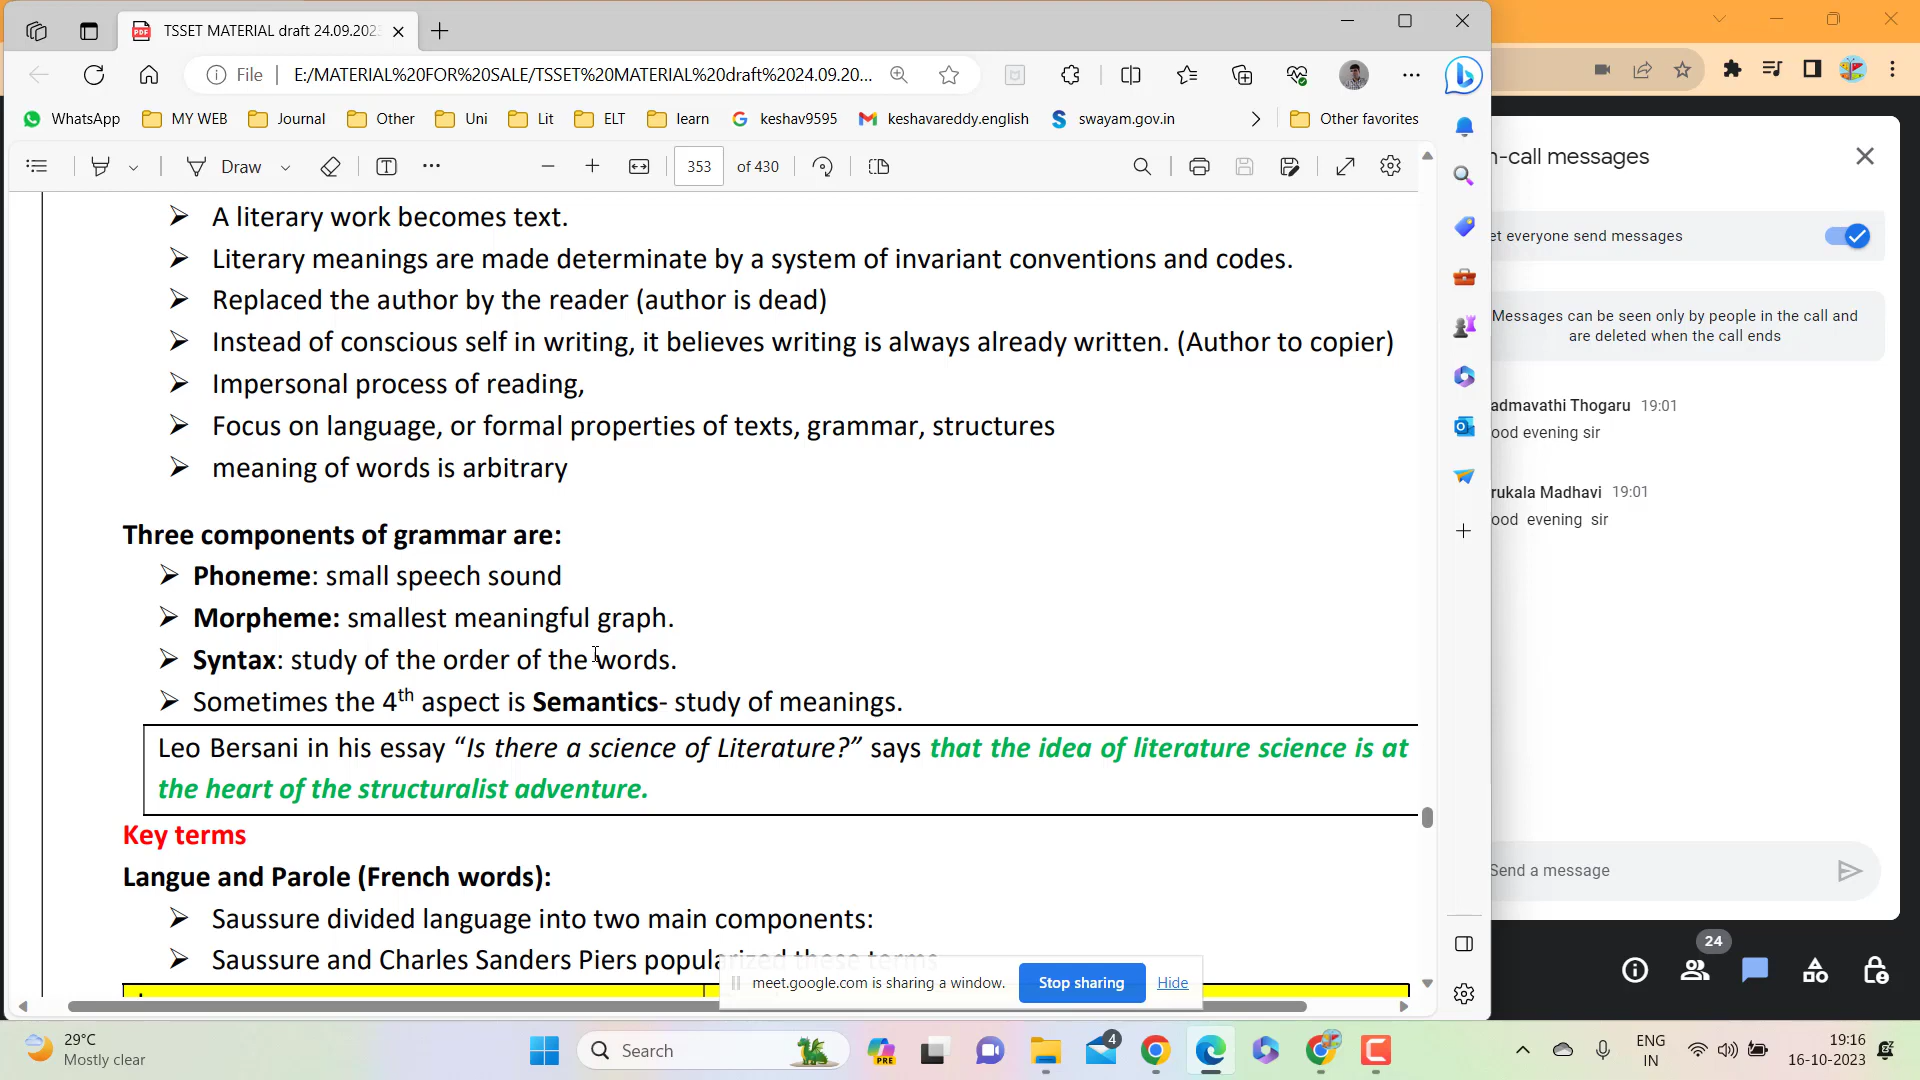 TSSET MATERIAL draft 24.09.202
File
E:/MATERIAL%20FOR%20SALE/TSSET%20MATERIAL%20draft%2024.09.20...
WhatsApp MY WEB Journal Other Uni Lit ELT learn keshav9595 keshavareddy.english swayam.gov.in Other favorites
Draw 353 of 430
A literary work becomes text.
Literary meanings are made determinate by a system of invariant conventions and codes.
Replaced the author by the reader (author is dead)
Instead of conscious self in writing, it believes writing is always already written. (Author to copier)
Impersonal process of reading,
Focus on language, or formal properties of texts, grammar, structures
meaning of words is arbitrary
Three components of grammar are:
Phoneme: small speech sound
Morpheme: smallest meaningful graph.
Syntax: study of the order of the words.
Sometimes the 4th aspect is Semantics- study of meanings.
Leo Bersani in his essay “Is there a science of Literature?” says that the idea of literature science is at
the heart of the structuralist adventure.
Key terms
Langue and Parole (French words):
Saussure divided language into two main components:
Saussure and Charles Sanders Piers popularized these terms
meet.google.com is sharing a window. Stop sharing Hide
n-call messages
et everyone send messages
Messages can be seen only by people in the call and
are deleted when the call ends
admavathi Thogaru 19:01
ood evening sir
rukala Madhavi 19:01
ood evening sir
Send a message
24
29°C
Mostly clear
Search
PRE
4
ENG
IN
19:16
16-10-2023